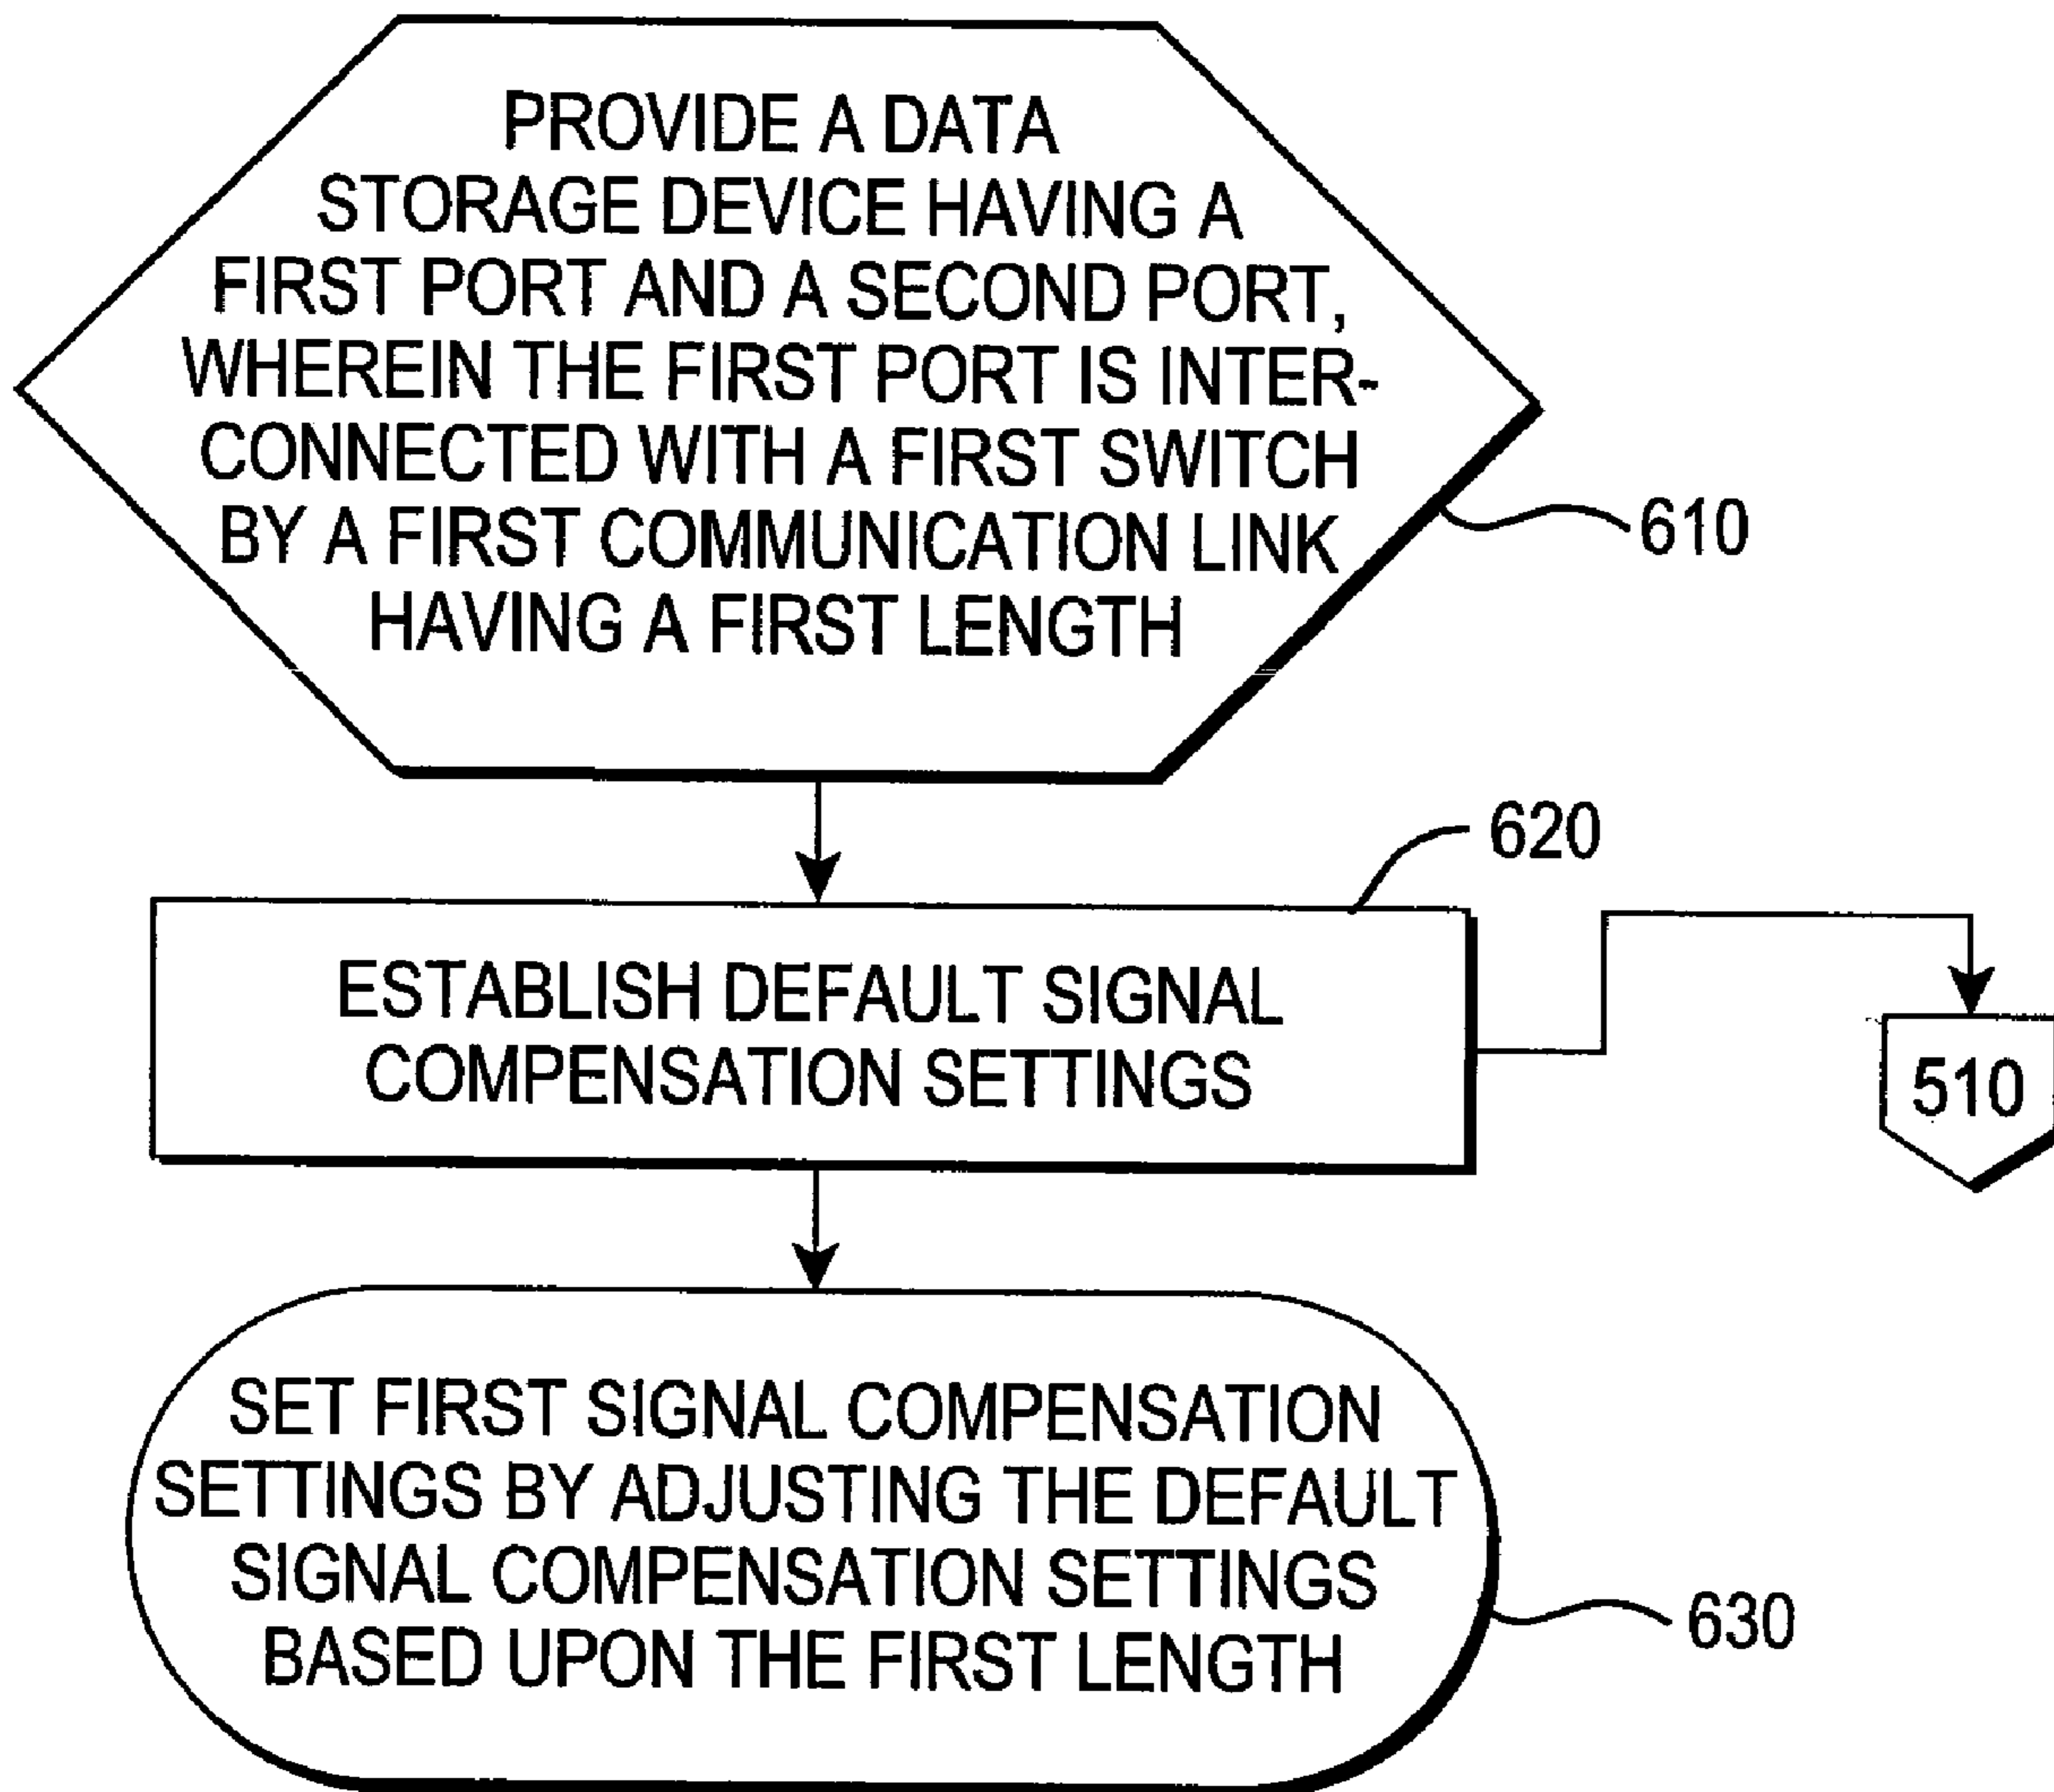 PROVIDE A DATA
STORAGE DEVICE HAVING A
FIRST PORT AND A SECOND PORT,
WHEREIN THE FIRST PORT IS INTER-
CONNECTED WITH A FIRST SWITCH
BY A FIRST COMMUNICATION LINK
HAVING A FIRST LENGTH
610
620
ESTABLISH DEFAULT SIGNAL
COMPENSATION SETTINGS
510
SET FIRST SIGNAL COMPENSATION
SETTINGS BY ADJUSTING THE DEFAULT
SIGNAL COMPENSATION SETTINGS
BASED UPON THE FIRST LENGTH
630